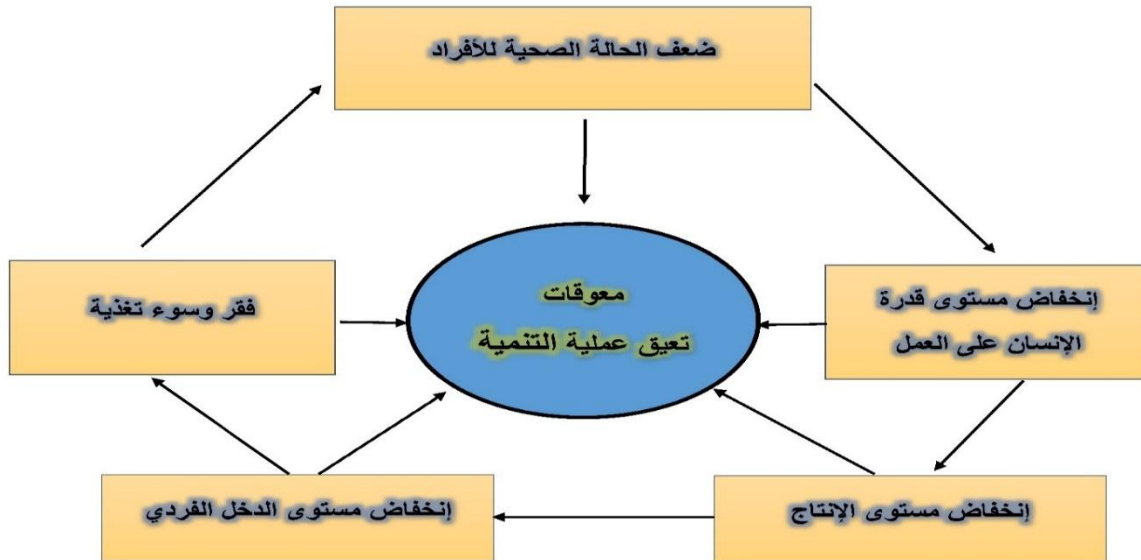 ضعف الحالة الصحية للأفراد
إنخفاض مستوى قدرة
الإنسان على العمل
معوقات
تعيق عملية التنمية
فقر وسوء تغذية
إنخفاض مستوى الإنتاج
إنخفاض مستوى الدخل الفردي